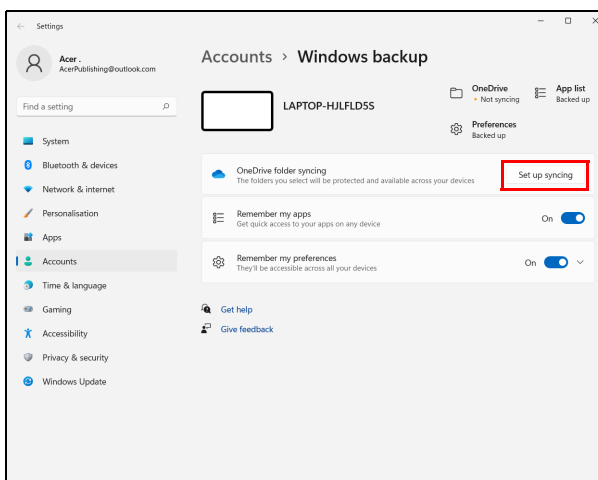 Settings
Acer .
AcerPublishing@outlook.com
Find a setting
System
Bluetooth & devices
Network & internet
Personalisation
Apps
Accounts
Time & language
Gaming
Accessibility
Privacy & security
Windows Update
Accounts > Windows backup
LAPTOP-HJLFLD5S
OneDrive
• Not syncing
App list
Backed up
Preferences
Backed up
OneDrive folder syncing
The folders you select will be protected and available across your devices
Set up syncing
Remember my apps
Get quick access to your apps on any device
On
Remember my preferences
They'll be accessible across all your devices
On
Get help
Give feedback